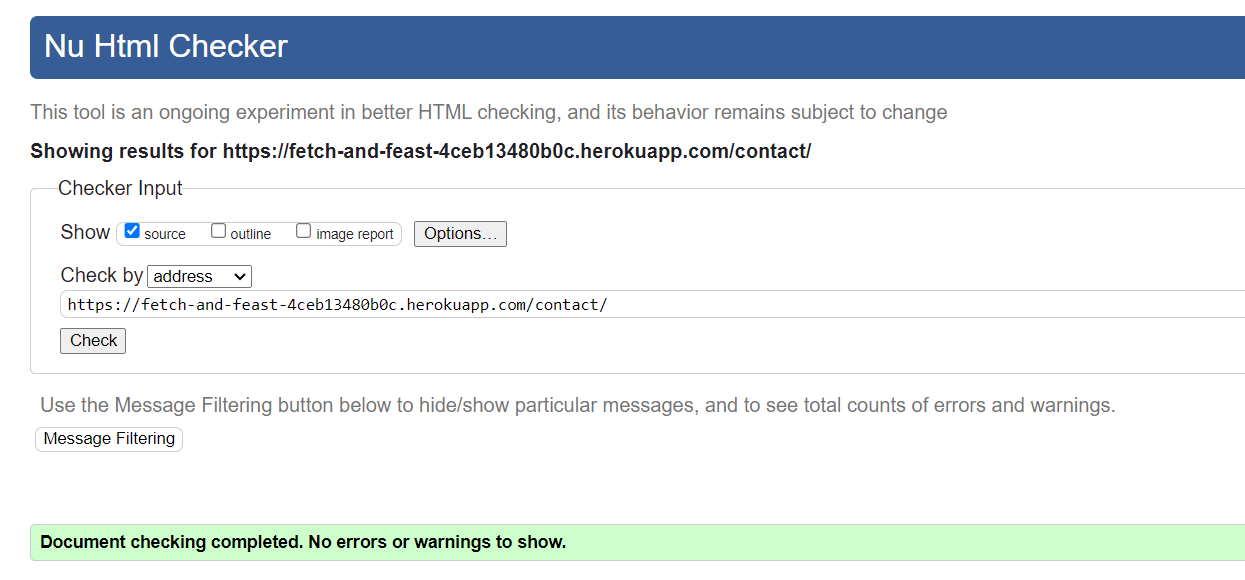 Nu Html Checker
This tool is an ongoing experiment in better HTML checking, and its behavior remains subject to change
Showing results for https://fetch-and-feast-4ceb13480b0c.herokuapp.com/contact/
Checker Input
Show source outline image report Options...
Check by address
https://fetch-and-feast-4ceb13480b0c.herokuapp.com/contact/
Check
Use the Message Filtering button below to hide/show particular messages, and to see total counts of errors and warnings.
Message Filtering
Document checking completed. No errors or warnings to show.